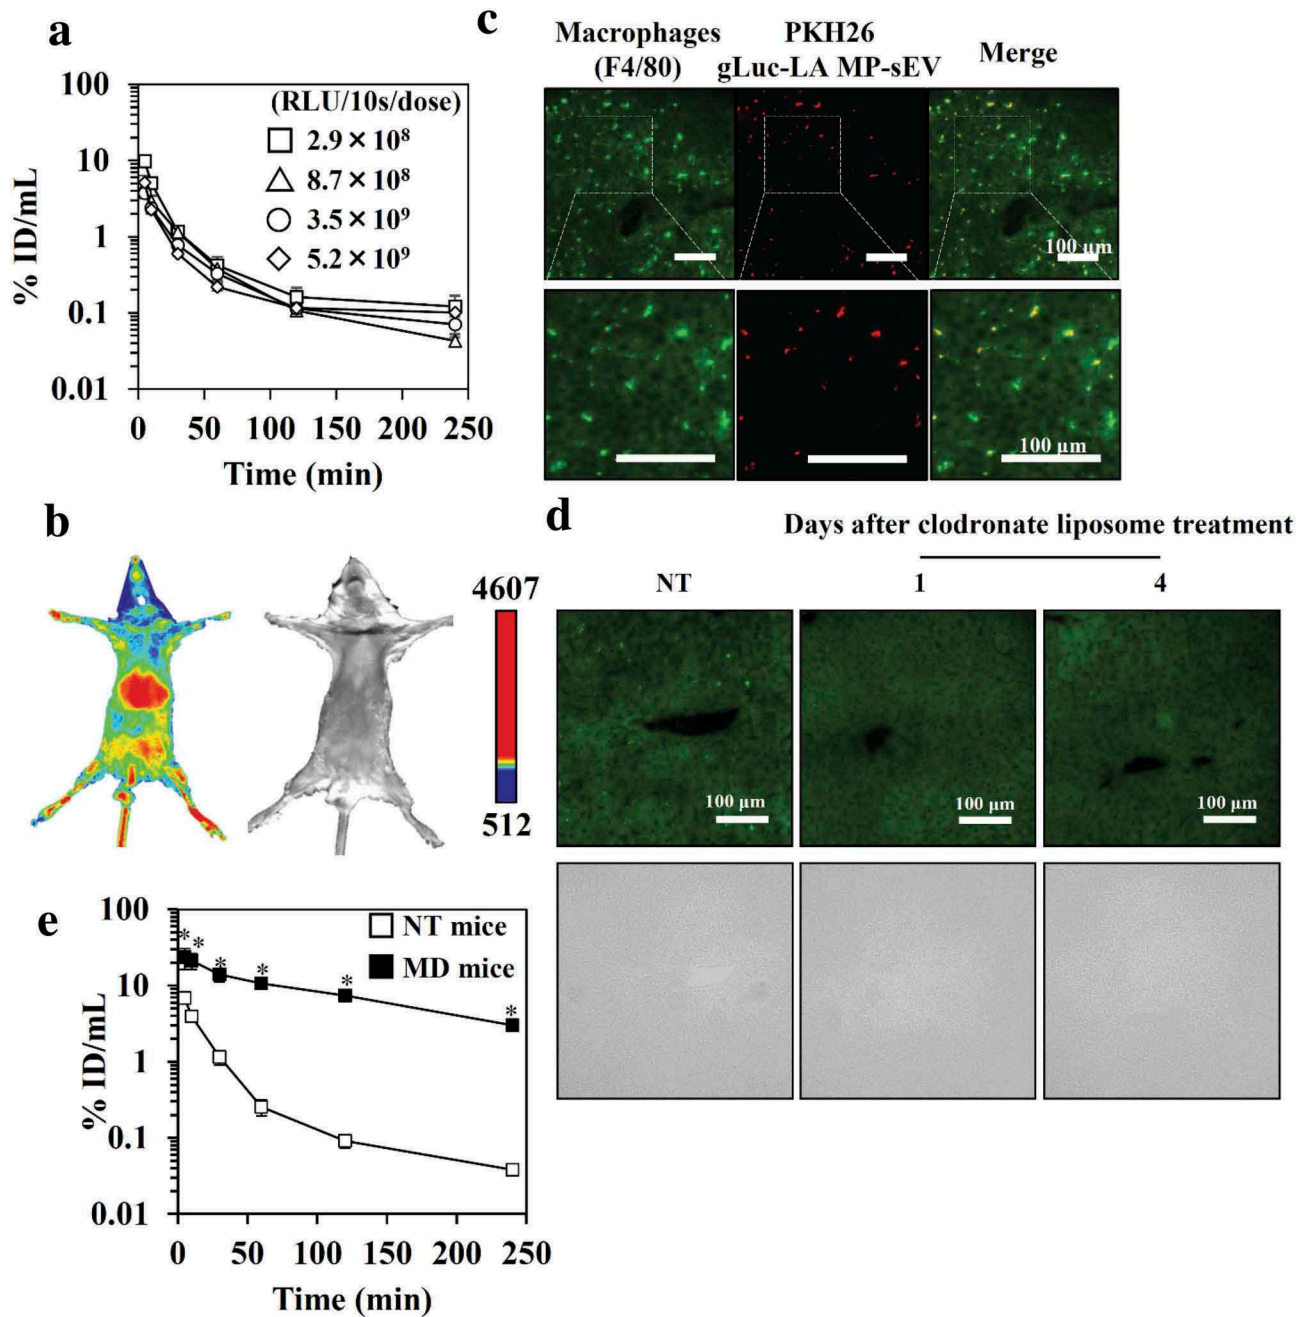 a
100
10
1
0.1
0.01
% ID/mL
(RLU/10s/dose)
2.9 × 10⁸
8.7 × 10⁸
3.5 × 10⁹
5.2 × 10⁹
0 50 100 150 200 250
Time (min)
c
Macrophages
(F4/80)
PKH26
gLuc-LA MP-sEV
Merge
100 µm
100 µm
b
4607
512
d
Days after clodronate liposome treatment
NT
1
4
100 µm
100 µm
100 µm
e
100
10
1
0.1
0.01
% ID/mL
NT mice
MD mice
* * * * * *
0 50 100 150 200 250
Time (min)